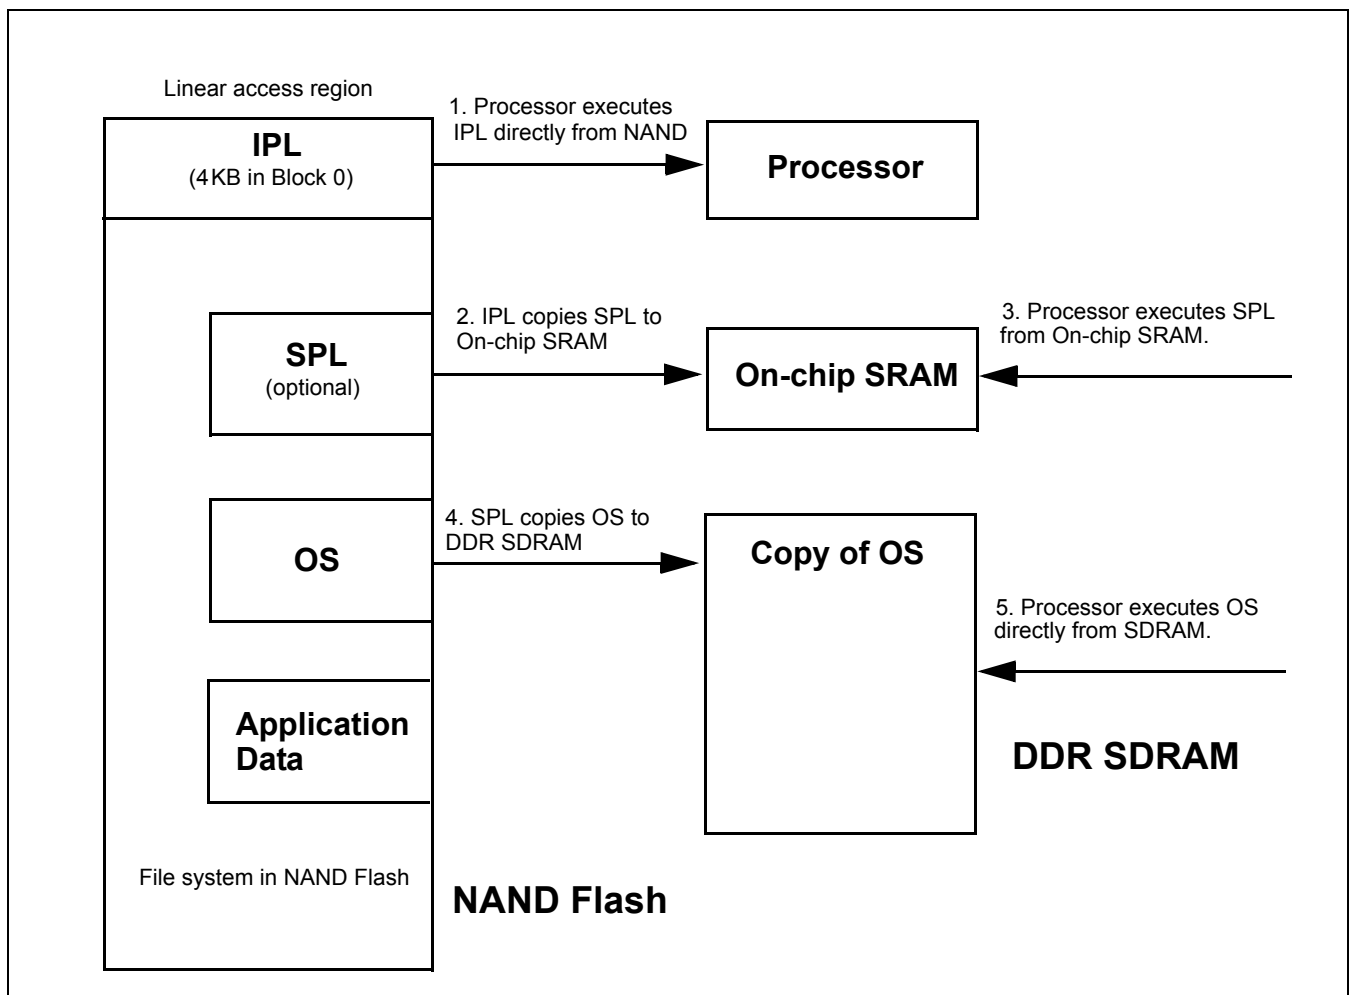 Linear access region
IPL
(4KB in Block 0)
1. Processor executes
IPL directly from NAND
Processor
SPL
(optional)
2. IPL copies SPL to
On-chip SRAM
On-chip SRAM
3. Processor executes SPL
from On-chip SRAM.
OS
4. SPL copies OS to
DDR SDRAM
Copy of OS
5. Processor executes OS
directly from SDRAM.
Application
Data
DDR SDRAM
File system in NAND Flash
NAND Flash